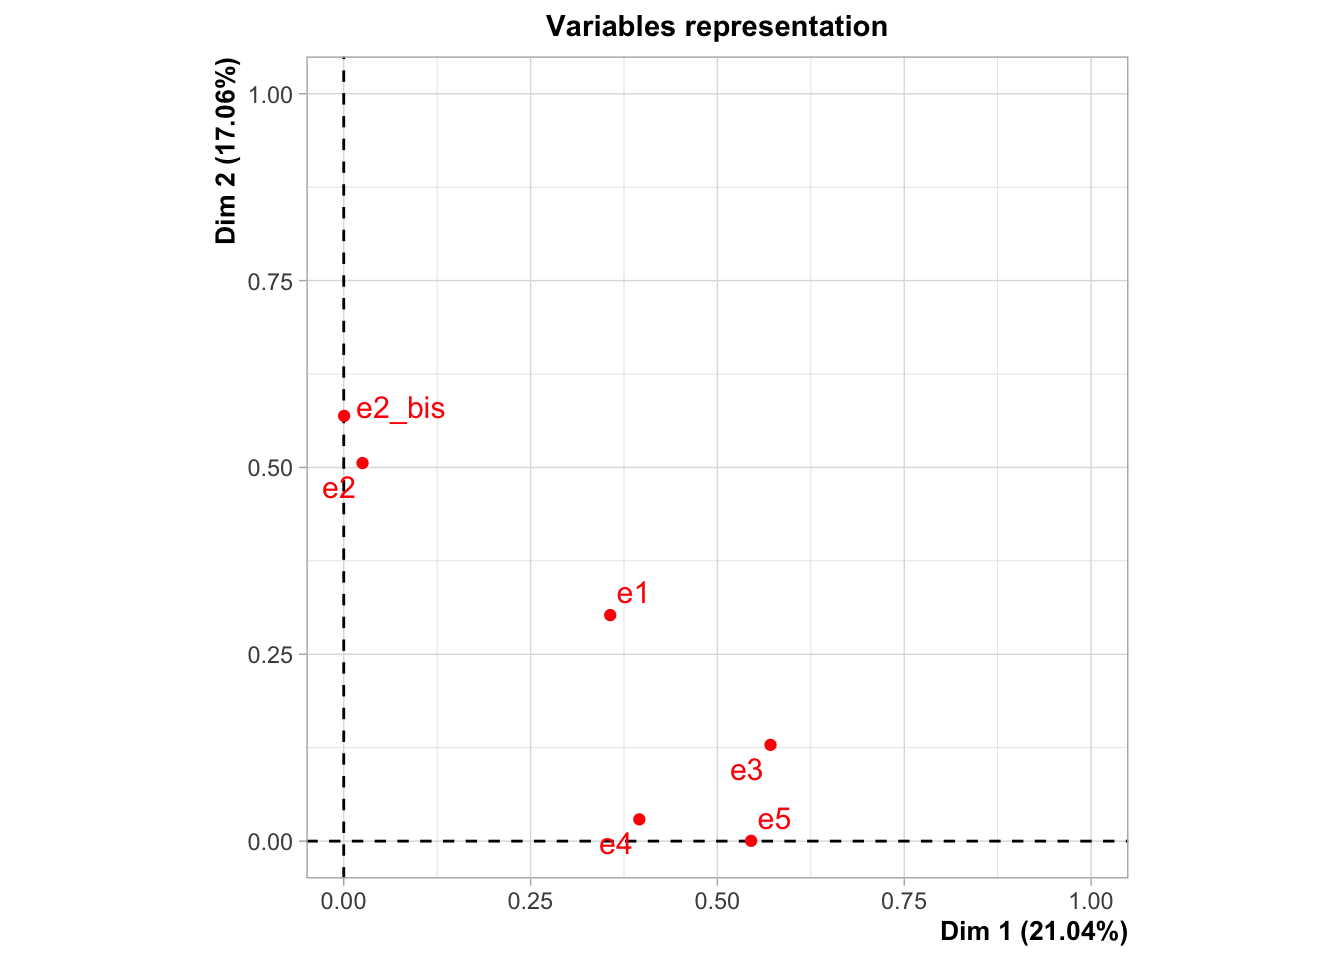 Variables representation
Dim 2 (17.06%)
1.00
0.75
0.50
0.25
0.00
e2_bis
e2
e1
e3
e5
e4
0.00 0.25 0.50 0.75 1.00
Dim 1 (21.04%)